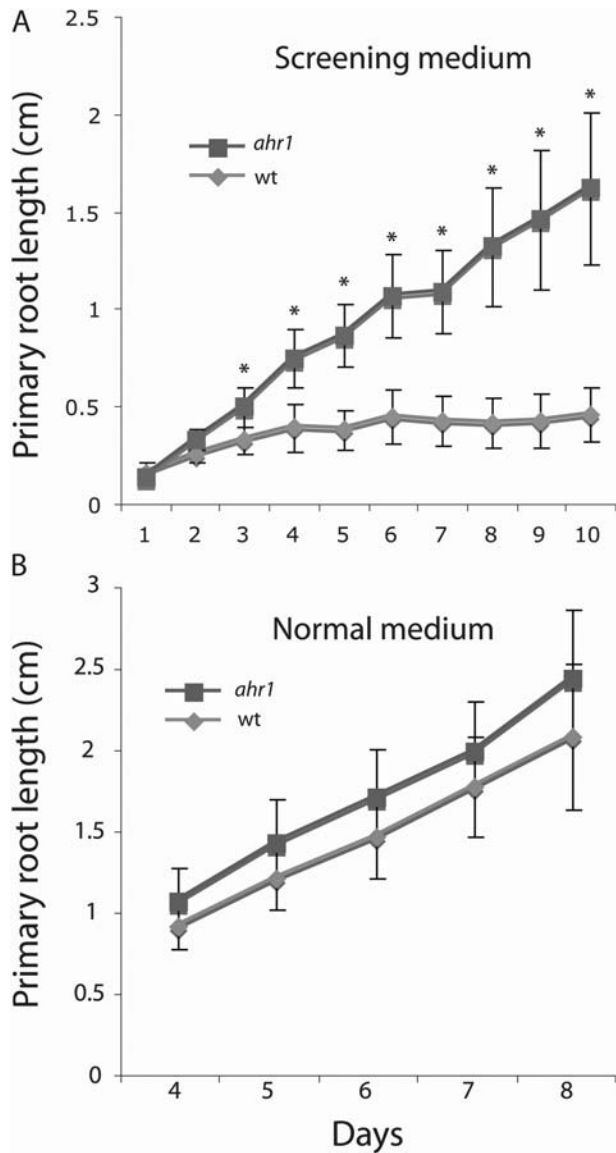 A
2.5
Screening medium
2
ahr1
wt
* * * * * * * *
1.5
1
0.5
0
Primary root length (cm)
1 2 3 4 5 6 7 8 9 10
B
3
Normal medium
2.5
ahr1
wt
2
1.5
1
0.5
0
Primary root length (cm)
4 5 6 7 8
Days